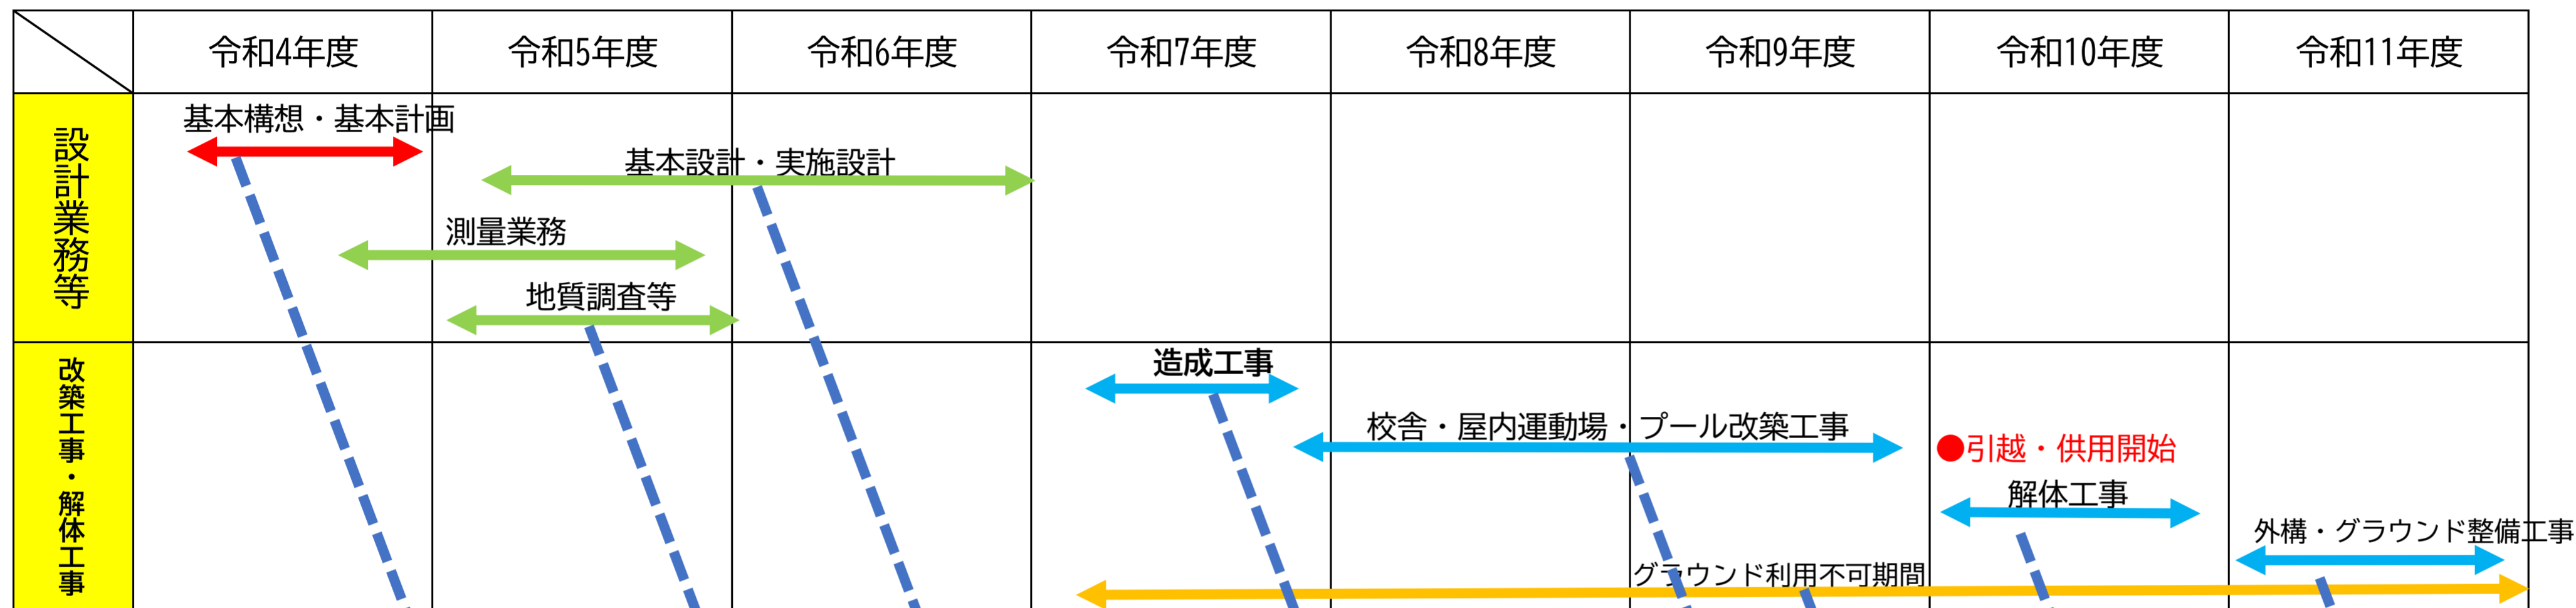 令和4年度
令和5年度
令和6年度
令和7年度
令和8年度
令和9年度
令和10年度
令和11年度
設計業務等
基本構想・基本計画
基本設計・実施設計
測量業務
地質調査等
改築工事・解体工事
造成工事
校舎・屋内運動場・プール改築工事
●引越・供用開始
解体工事
外構・グラウンド整備工事
グラウンド利用不可期間